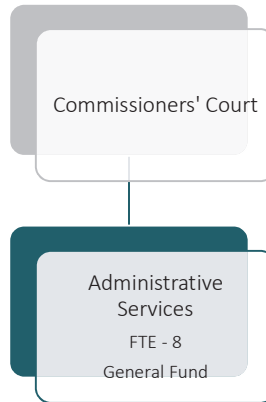 Commissioners' Court
Administrative
Services
FTE - 8
General Fund